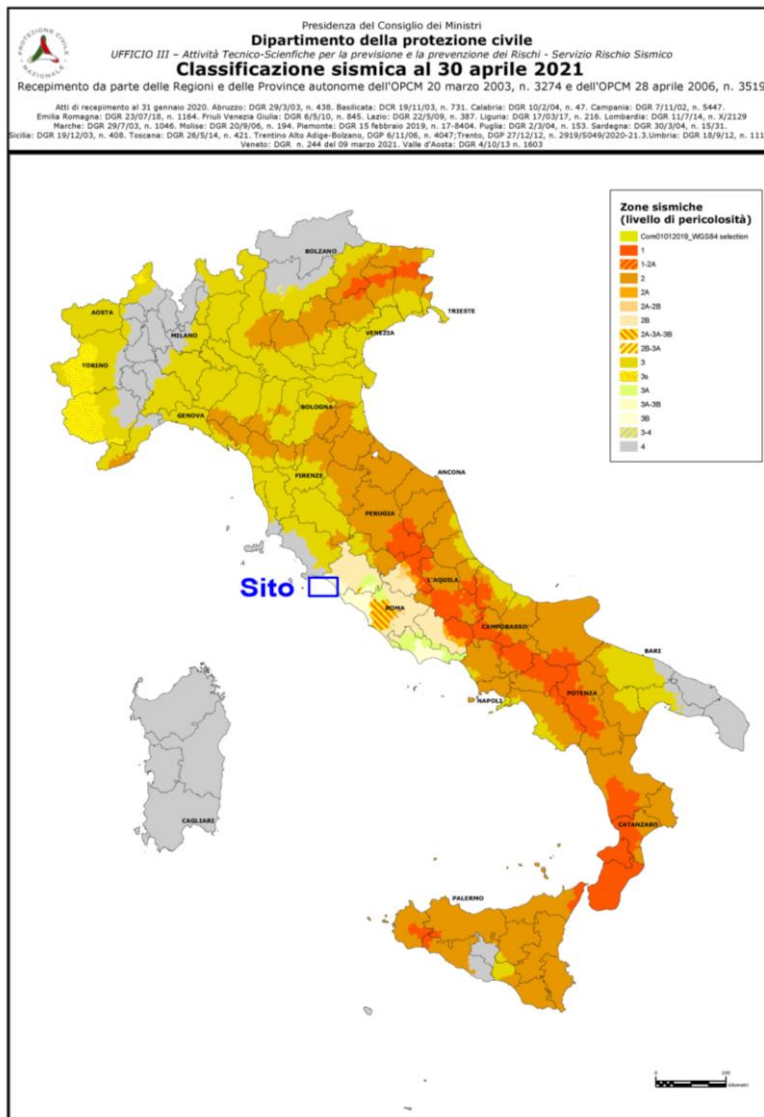 PROTEZIONE CIVILE
NAZIONALE
Presidenza del Consiglio dei Ministri
Dipartimento della protezione civile
UFFICIO III – Attività Tecnico-Scienfiche per la previsione e la prevenzione dei Rischi - Servizio Rischio Sismico
Classificazione sismica al 30 aprile 2021
Recepimento da parte delle Regioni e delle Province autonome dell'OPCM 20 marzo 2003, n. 3274 e dell'OPCM 28 aprile 2006, n. 3519.
Atti di recepimento al 31 gennaio 2020. Abruzzo: DGR 29/3/03, n. 438. Basilicata: DCR 19/11/03, n. 731. Calabria: DGR 10/2/04, n. 47. Campania: DGR 7/11/02, n. 5447.
Emilia Romagna: DGR 23/07/18, n. 1164. Friuli Venezia Giulia: DGR 6/5/10, n. 845. Lazio: DGR 22/5/09, n. 387. Liguria: DGR 17/03/17, n. 216. Lombardia: DGR 11/7/14, n. X/2129
Marche: DGR 29/7/03, n. 1046. Molise: DGR 20/9/06, n. 194. Piemonte: DGR 15 febbraio 2019, n. 17-8404. Puglia: DGR 2/3/04, n. 153. Sardegna: DGR 30/3/04, n. 15/31.
Sicilia: DGR 19/12/03, n. 408. Toscana: DGR 26/5/14, n. 421. Trentino Alto Adige-Bolzano, DGP 6/11/06, n. 4047;Trento, DGP 27/12/12, n. 2919/S049/2020-21.3.Umbria: DGR 18/9/12, n. 111
Veneto: DGR n. 244 del 09 marzo 2021. Valle d'Aosta: DGR 4/10/13 n. 1603
Zone sismiche
(livello di pericolosità)
Com01012019_WGS84 selection
1
1-2A
2
2A
2A-2B
2B
2A-3A-3B
2B-3A
3
3s
3A
3A-3B
3B
3-4
4
BOLZANO
AOSTA
TRIESTE
MILANO
VENEZIA
TORINO
GENOVA
BOLOGNA
FIRENZE
ANCONA
PERUGIA
L'AQUILA
Sito
ROMA
CAMPOBASSO
BARI
NAPOLI
POTENZA
CAGLIARI
CATANZARO
PALERMO
0
100
kilometri